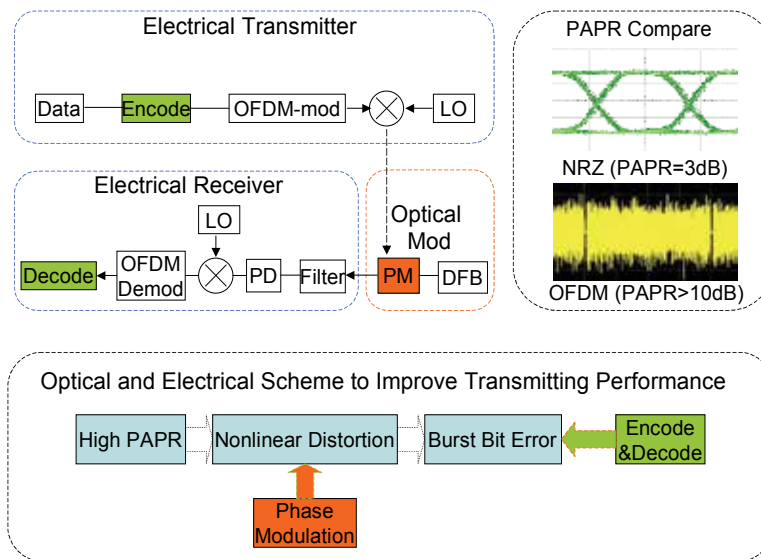 Electrical Transmitter
Data
Encode
OFDM-mod
LO
Electrical Receiver
LO
Decode
OFDM
Demod
PD
Filter
Optical
Mod
PM
DFB
PAPR Compare
NRZ (PAPR=3dB)
OFDM (PAPR>10dB)
Optical and Electrical Scheme to Improve Transmitting Performance
High PAPR
Nonlinear Distortion
Burst Bit Error
Encode
&Decode
Phase
Modulation